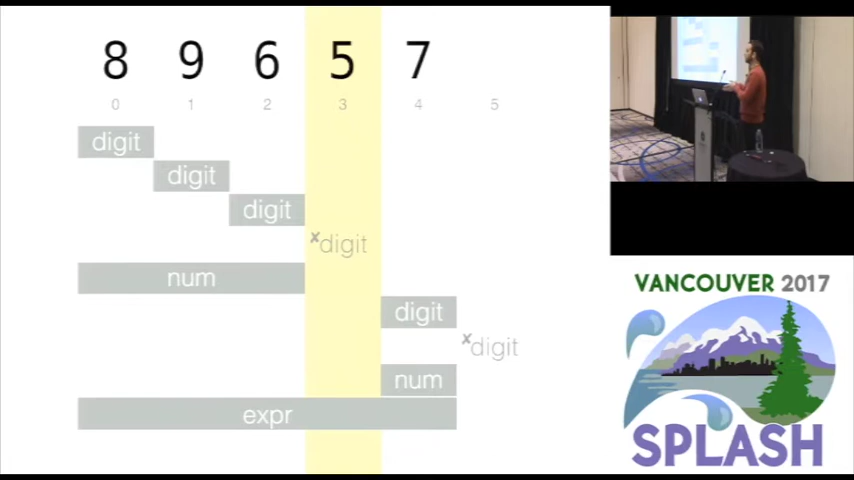 8 9 6 5 7
0 1 2 3 4 5
digit
digit
digit
×digit
num
digit
×digit
num
expr
VANCOUVER 2017
SPLASH